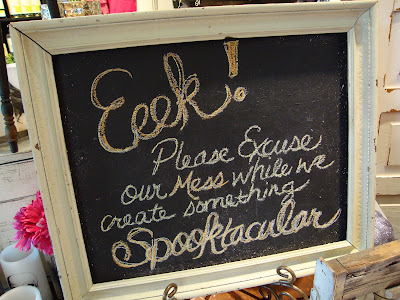 Eeek!
Please Excuse
our Mess while we
create something
Spooktacular